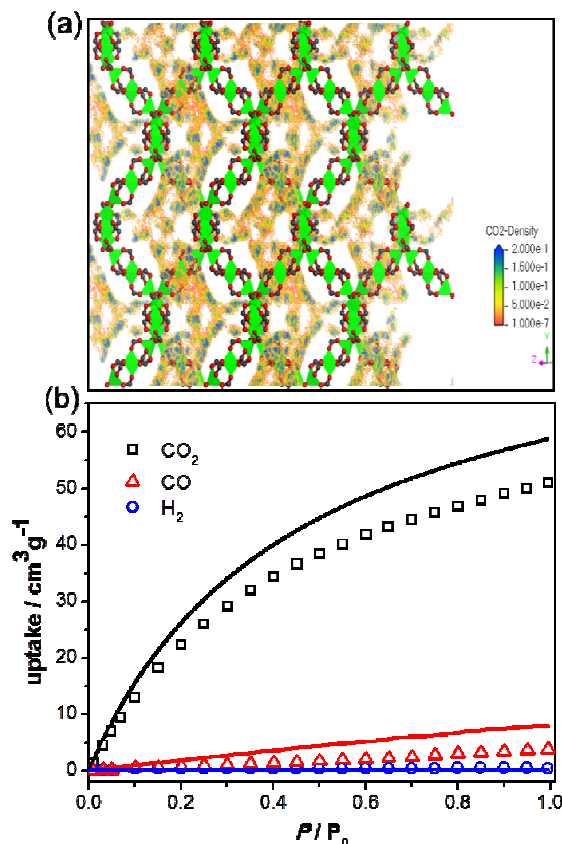 (a)
CO2-Density
2.000e-1
1.500e-1
1.000e-1
5.000e-2
1.000e-7
Y
Z
(b)
60
50
40
30
20
10
0
CO₂
CO
H₂
uptake / cm³g⁻¹
0.0 0.2 0.4 0.6 0.8 1.0
P / P₀